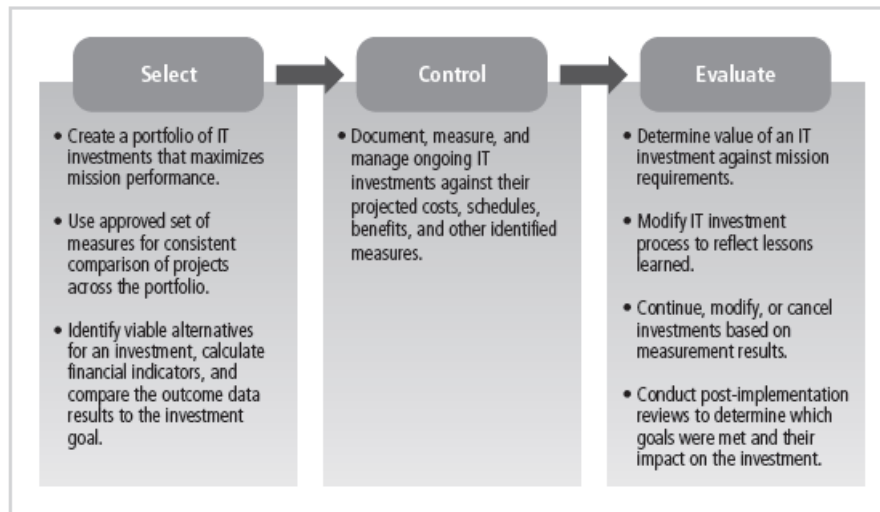 Select
• Create a portfolio of IT
investments that maximizes
mission performance.
• Use approved set of
measures for consistent
comparison of projects
across the portfolio.
• Identify viable alternatives
for an investment, calculate
financial indicators, and
compare the outcome data
results to the investment
goal.
Control
• Document, measure, and
manage ongoing IT
investments against their
projected costs, schedules,
benefits, and other identified
measures.
Evaluate
• Determine value of an IT
investment against mission
requirements.
• Modify IT investment
process to reflect lessons
learned.
• Continue, modify, or cancel
investments based on
measurement results.
• Conduct post-implementation
reviews to determine which
goals were met and their
impact on the investment.